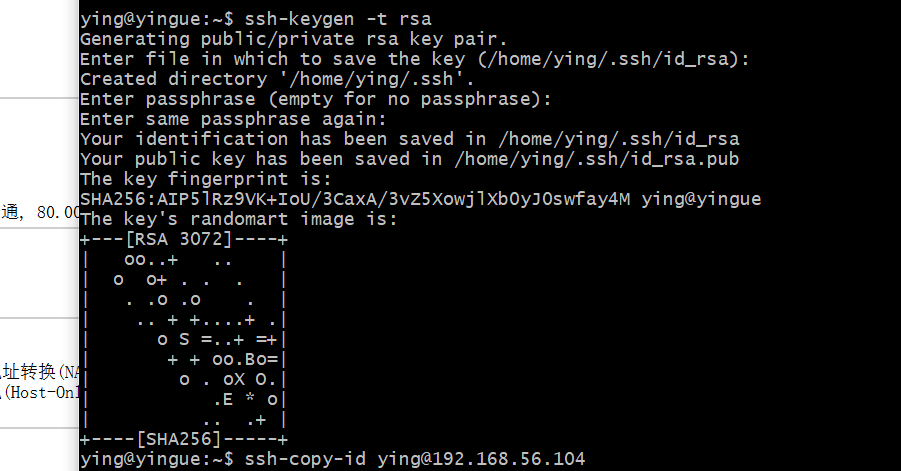 ying@yingue:~$ ssh-keygen -t rsa
Generating public/private rsa key pair.
Enter file in which to save the key (/home/ying/.ssh/id_rsa):
Created directory '/home/ying/.ssh'.
Enter passphrase (empty for no passphrase):
Enter same passphrase again:
Your identification has been saved in /home/ying/.ssh/id_rsa
Your public key has been saved in /home/ying/.ssh/id_rsa.pub
The key fingerprint is:
SHA256:AIP5lRz9VK+IoU/3CaxA/3vZ5XowjlXbOyJ0swfay4M ying@yingue
通, 80.00
The key's randomart image is:
+---[RSA 3072]----+
|   oo..+   ..    |
|  o  o+ . .  .   |
|   . .o .o    .  |
|    .. + +....+ .|
|      o S =..+ =+|
|       + + oo.Bo=|
址转换(NA
|        o . oX O.|
(Host-Onl
|           .E * o|
|          ..  .+ |
+----[SHA256]-----+
ying@yingue:~$ ssh-copy-id ying@192.168.56.104